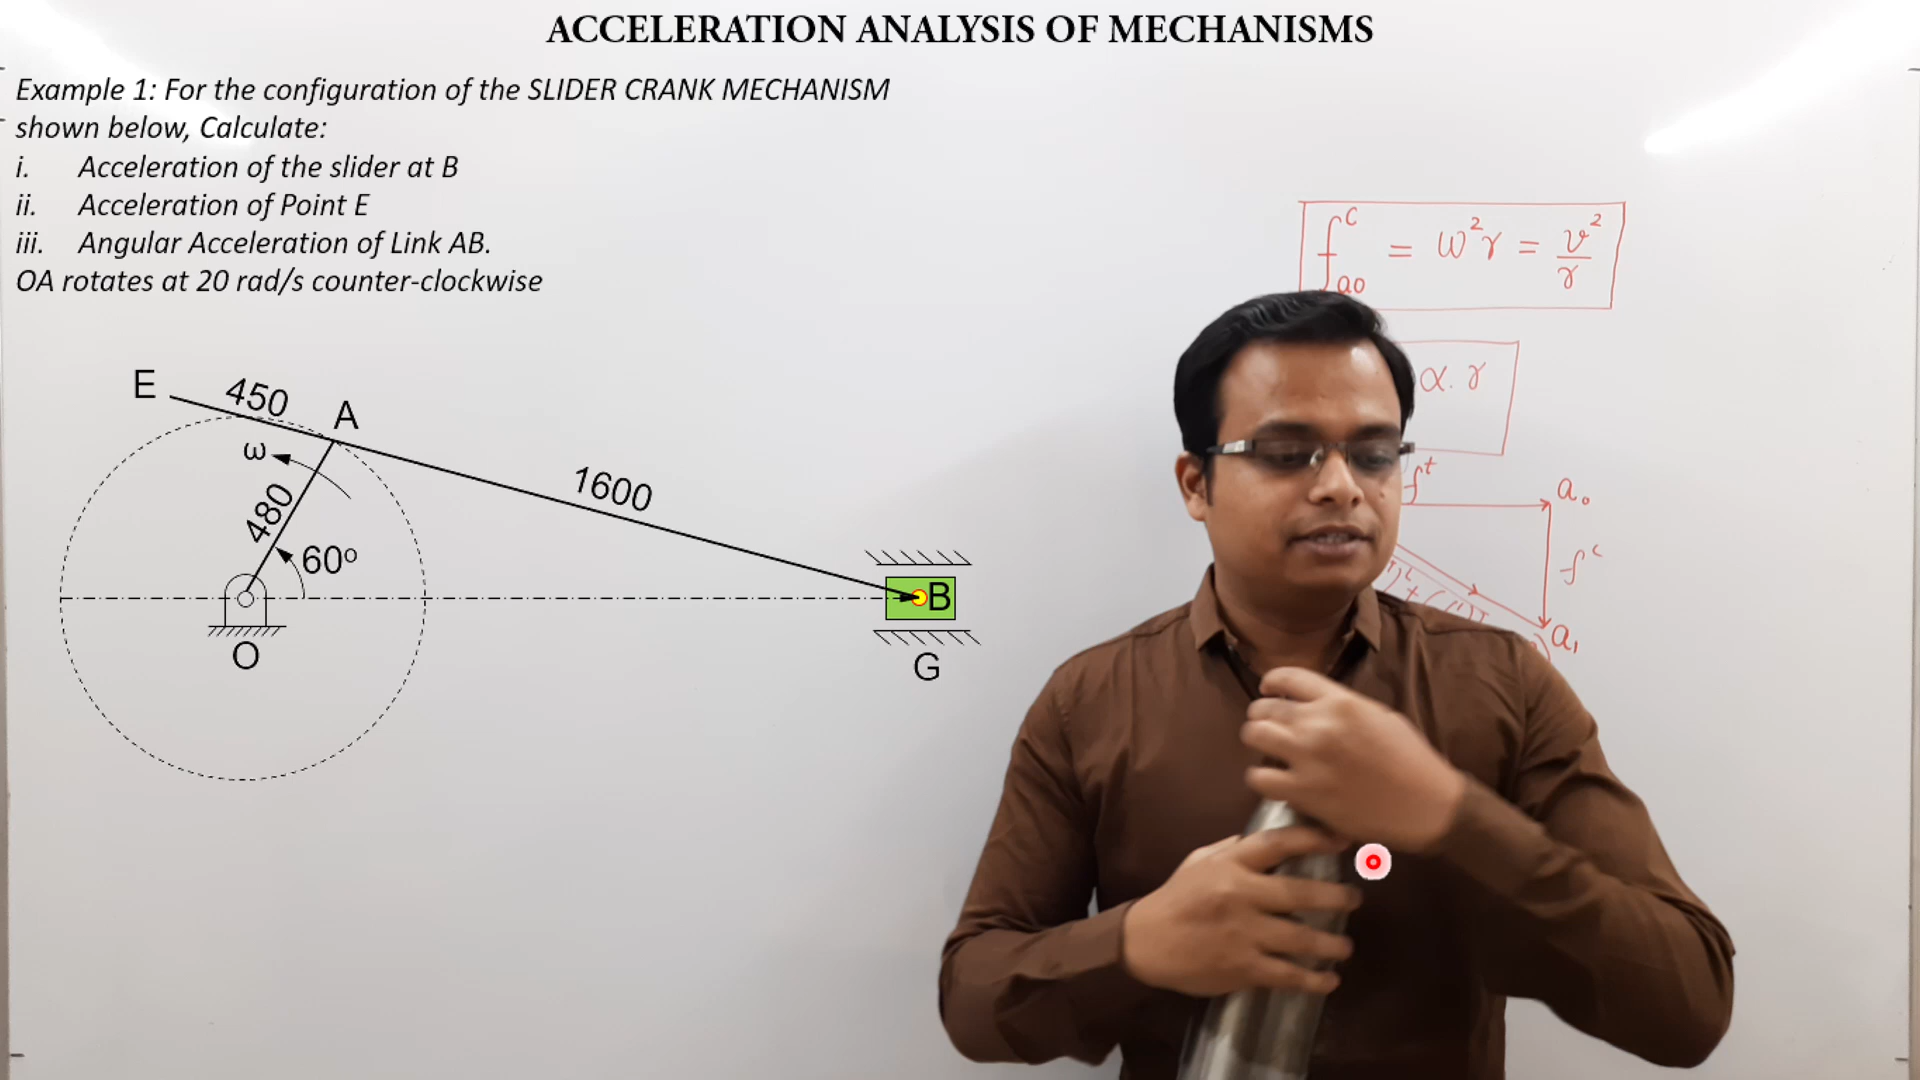 ACCELERATION ANALYSIS OF MECHANISMS
Example 1: For the configuration of the SLIDER CRANK MECHANISM
shown below, Calculate:
i. Acceleration of the slider at B
ii. Acceleration of Point E
iii. Angular Acceleration of Link AB.
OA rotates at 20 rad/s counter-clockwise
f^c_ao = ω²r = v²/r
α.r
E
450
A
ω
480
60°
1600
B
O
G
f^t
a₀
f^c
a₁